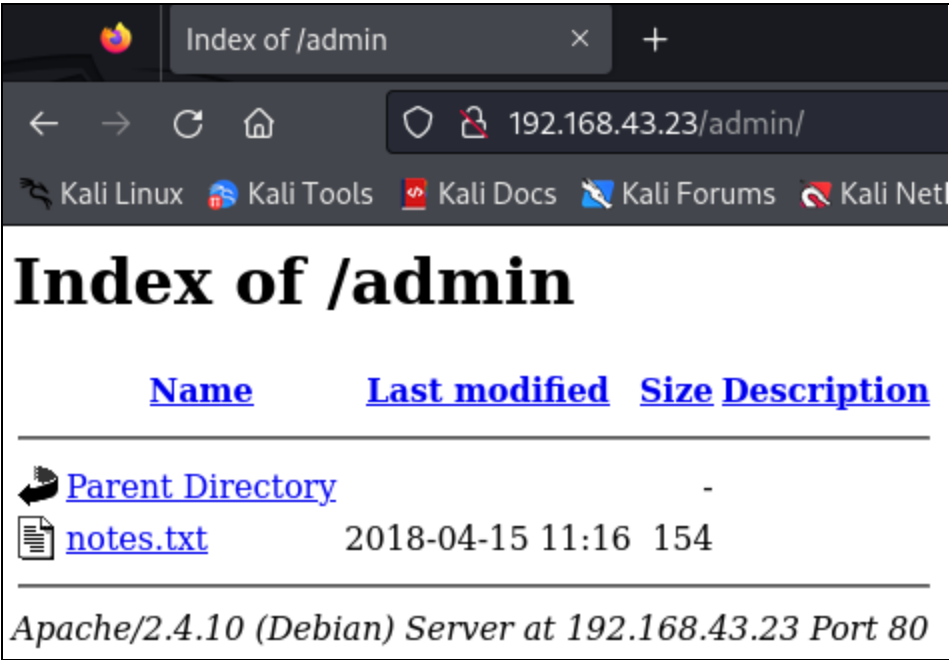 Index of /admin
192.168.43.23/admin/
Kali Linux Kali Tools Kali Docs Kali Forums Kali
Index of /admin
Name Last modified Size Description
Parent Directory -
notes.txt 2018-04-15 11:16 154
Apache/2.4.10 (Debian) Server at 192.168.43.23 Port 80